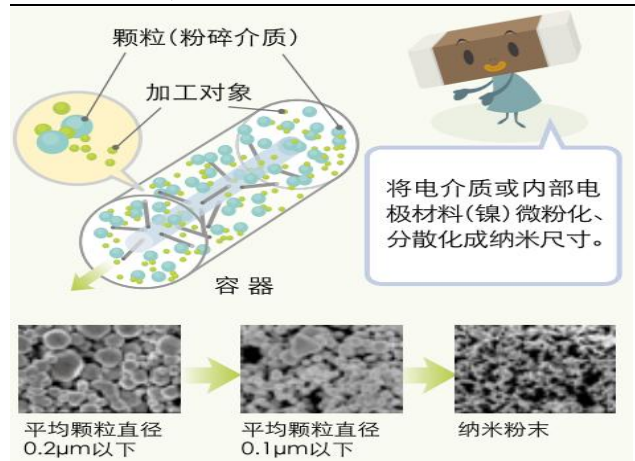 颗粒(粉碎介质)
加工对象
将电介质或内部电
极材料(镍)微粉化、
分散化成纳米尺寸。
容器
平均颗粒直径
0.2μm以下
平均颗粒直径
0.1μm以下
纳米粉末